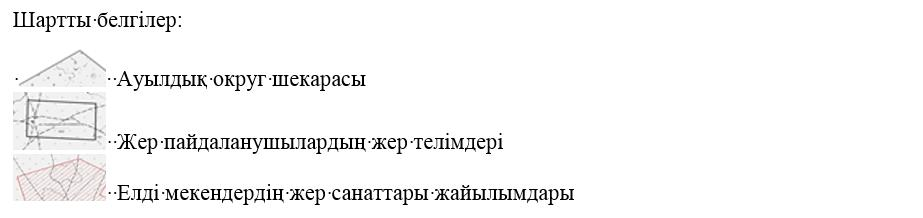 Шартты белгілер:
Ауылдық округ шекарасы
Жер пайдаланушылардың жер телімдері
Елді мекендердің жер санаттары жайылымдары